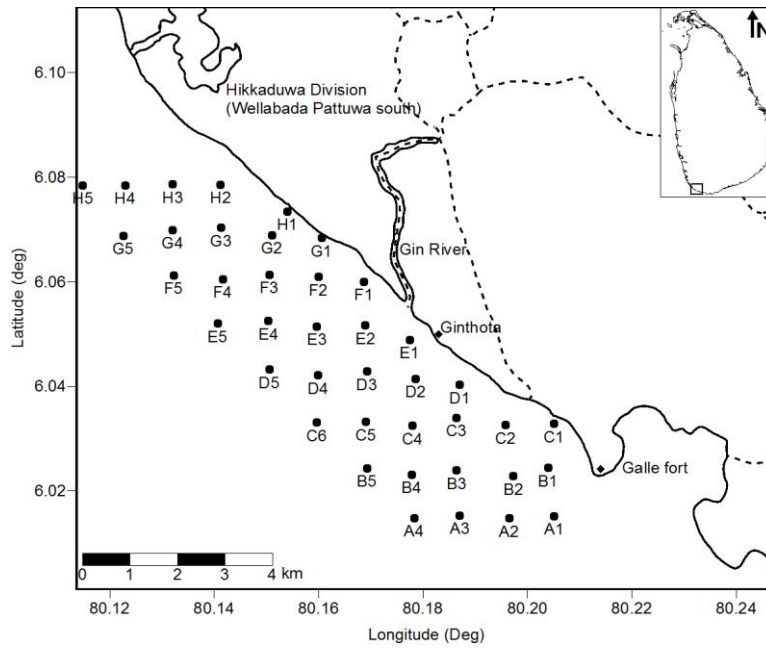 N
6.10
Hikkaduwa Division
(Wellabada Pattuwa south)
6.08
H5 H4 H3 H2
H1
G5 G4 G3 G2 G1
Gin River
Latitude (deg)
6.06
F5 F4 F3 F2 F1
Ginthota
E5 E4 E3 E2 E1
6.04
D5 D4 D3 D2 D1
C6 C5 C4 C3 C2 C1
Galle fort
6.02
B5 B4 B3 B2 B1
A4 A3 A2 A1
0 1 2 3 4 km
80.12 80.14 80.16 80.18 80.20 80.22 80.24
Longitude (Deg)